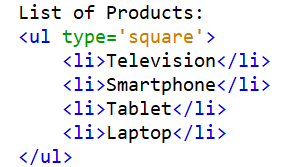 List of Products:
<ul type='square'>
    <li>Television</li>
    <li>Smartphone</li>
    <li>Tablet</li>
    <li>Laptop</li>
</ul>